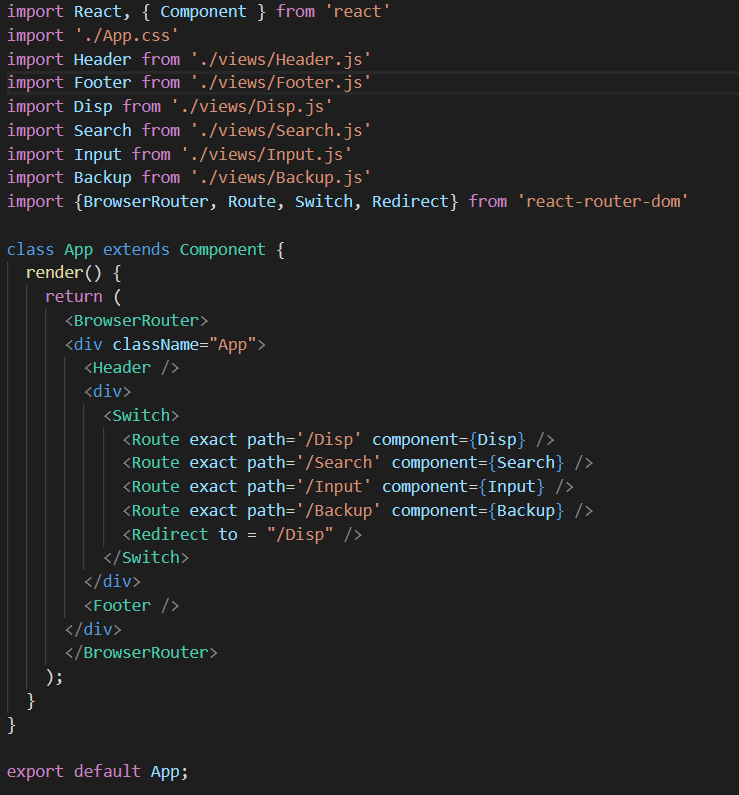 import React, { Component } from 'react'
import './App.css'
import Header from './views/Header.js'
import Footer from './views/Footer.js'
import Disp from './views/Disp.js'
import Search from './views/Search.js'
import Input from './views/Input.js'
import Backup from './views/Backup.js'
import {BrowserRouter, Route, Switch, Redirect} from 'react-router-dom'

class App extends Component {
  render() {
    return (
      <BrowserRouter>
      <div className="App">
        <Header />
        <div>
          <Switch>
            <Route exact path='/Disp' component={Disp} />
            <Route exact path='/Search' component={Search} />
            <Route exact path='/Input' component={Input} />
            <Route exact path='/Backup' component={Backup} />
            <Redirect to = "/Disp" />
          </Switch>
        </div>
        <Footer />
      </div>
      </BrowserRouter>
    );
  }
}

export default App;